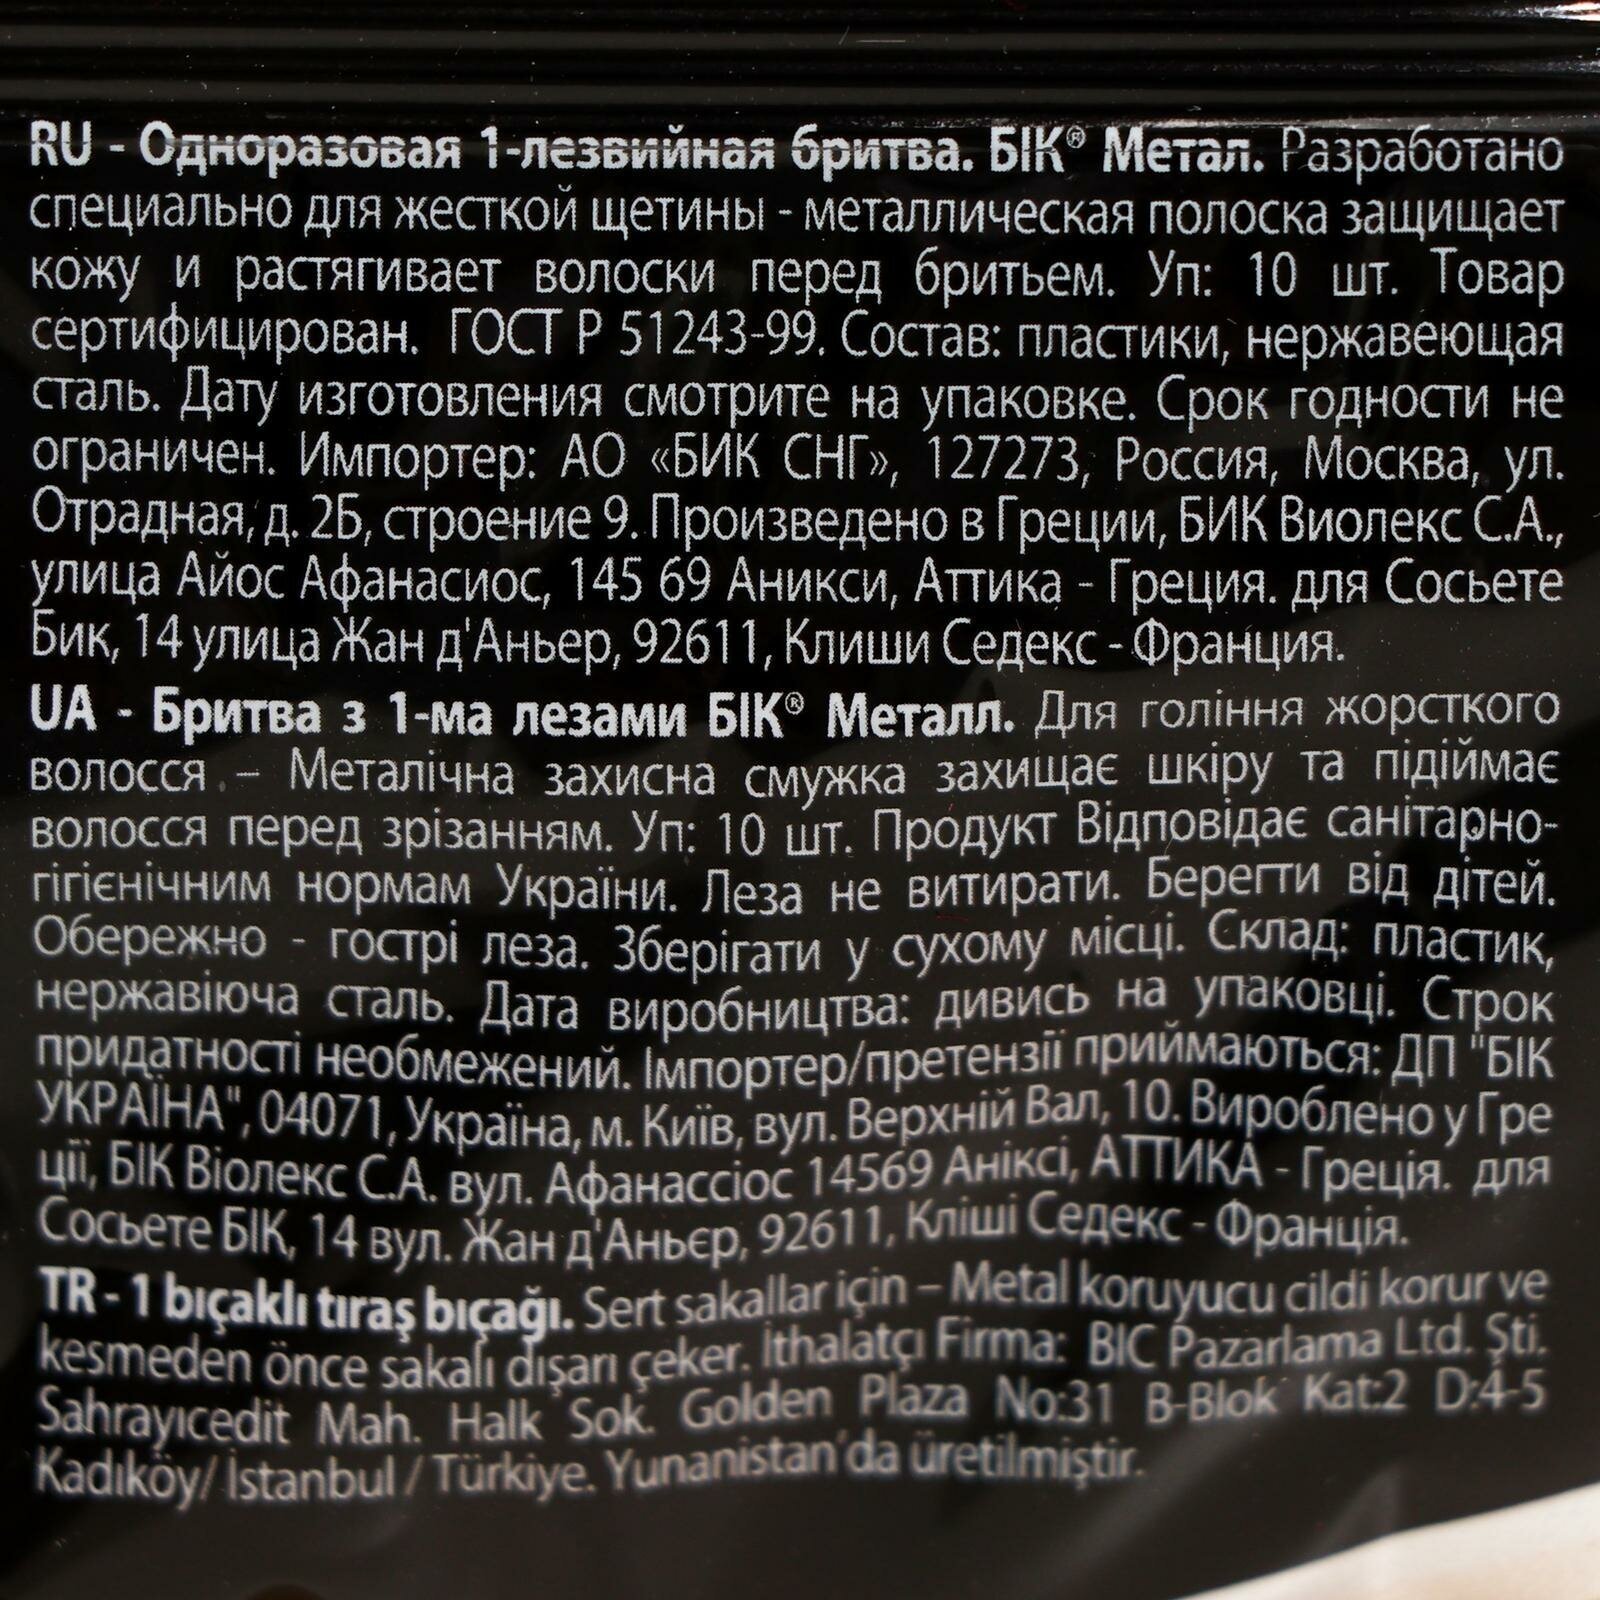 RU - Одноразовая 1-лезвийная бритва. БІК® Метал. Разработано
специально для жесткой щетины - металлическая полоска защищает
кожу и растягивает волоски перед бритьем. Уп: 10 шт. Товар
сертифицирован. ГОСТ Р 51243-99. Состав: пластики, нержавеющая
сталь. Дату изготовления смотрите на упаковке. Срок годности не
ограничен. Импортер: АО «БИК СНГ», 127273, Россия, Москва, ул.
Отрадная, д. 2Б, строение 9. Произведено в Греции, БИК Виолекс С.А.,
улица Айос Афанасиос, 145 69 Аникси, Аттика - Греция. для Сосьете
Бик, 14 улица Жан д'Аньер, 92611, Клиши Седекс - Франция.
UA - Бритва з 1-ма лезами БІК® Металл. Для гоління жорсткого
волосся – Металічна захисна смужка захищає шкіру та підіймає
волосся перед зрізанням. Уп: 10 шт. Продукт Відповідає санітарно-
гігієнічним нормам України. Леза не витирати. Берегти від дітей.
Обережно - гострі леза. Зберігати у сухому місці. Склад: пластик,
нержавіюча сталь. Дата виробництва: дивись на упаковці. Строк
придатності необмежений. Імпортер/претензії приймаються: ДП "БІК
УКРАЇНА", 04071, Україна, м. Київ, вул. Верхній Вал, 10. Вироблено у Гре
ції, БІК Віолекс С.А. вул. Афанассіос 14569 Аніксі, АТТИКА - Греція. для
Сосьете БІК, 14 вул. Жан д'Аньєр, 92611, Кліші Седекс - Франція.
TR - 1 bıçaklı tıraş bıçağı. Sert sakallar için – Metal koruyucu cildi korur ve
kesmeden önce sakalı dışarı çeker. İthalatçı Firma: BIC Pazarlama Ltd. Şti.
Sahrayıcedit Mah. Halk Sok. Golden Plaza No:31 B-Blok Kat:2 D:4-5
Kadıköy/ İstanbul / Türkiye. Yunanistan'da üretilmiştir.